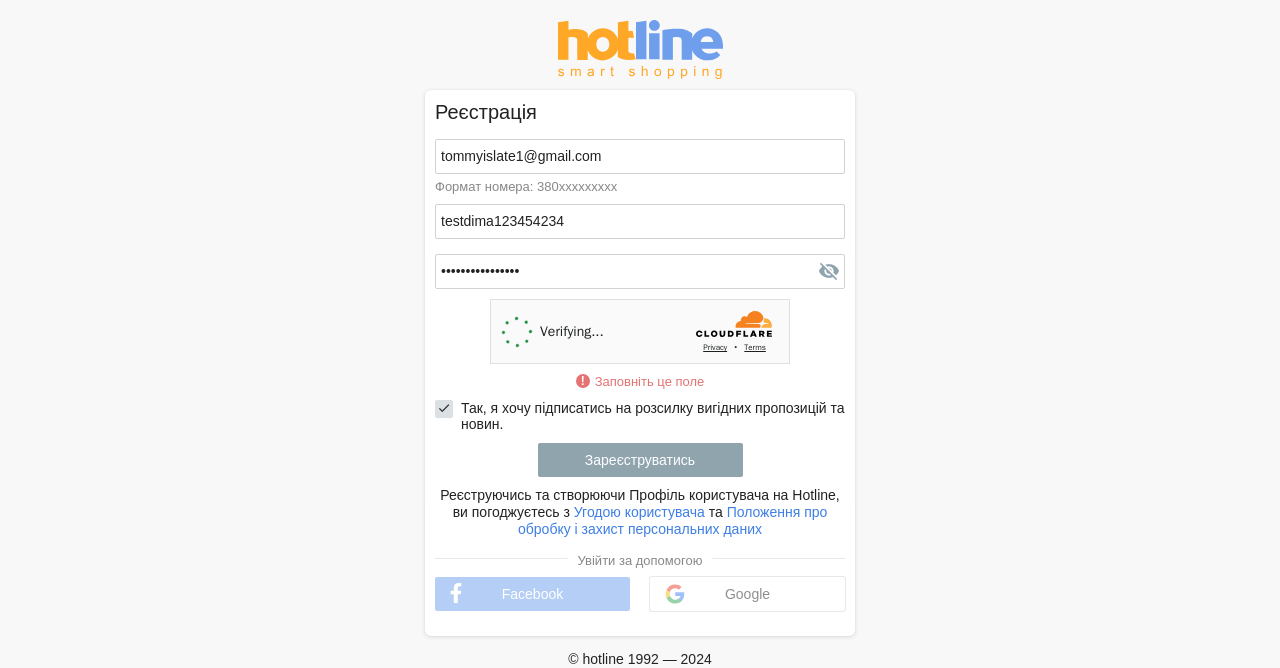 hotline
smart shopping
Реєстрація
tommyislate1@gmail.com
Формат номера: 380xxxxxxxxx
testdima123454234
••••••••••••••••
Verifying...
CLOUDFLARE
Privacy • Terms
Заповніть це поле
Так, я хочу підписатись на розсилку вигідних пропозицій та
новин.
Зареєструватись
Реєструючись та створюючи Профіль користувача на Hotline,
ви погоджуєтесь з Угодою користувача та Положення про
обробку і захист персональних даних
Увійти за допомогою
Facebook
Google
© hotline 1992 — 2024